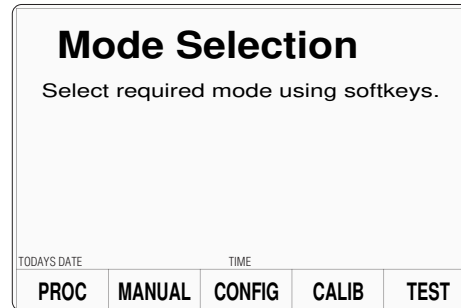 Mode Selection
Select required mode using softkeys.
TODAYS DATE TIME
PROC MANUAL CONFIG CALIB TEST